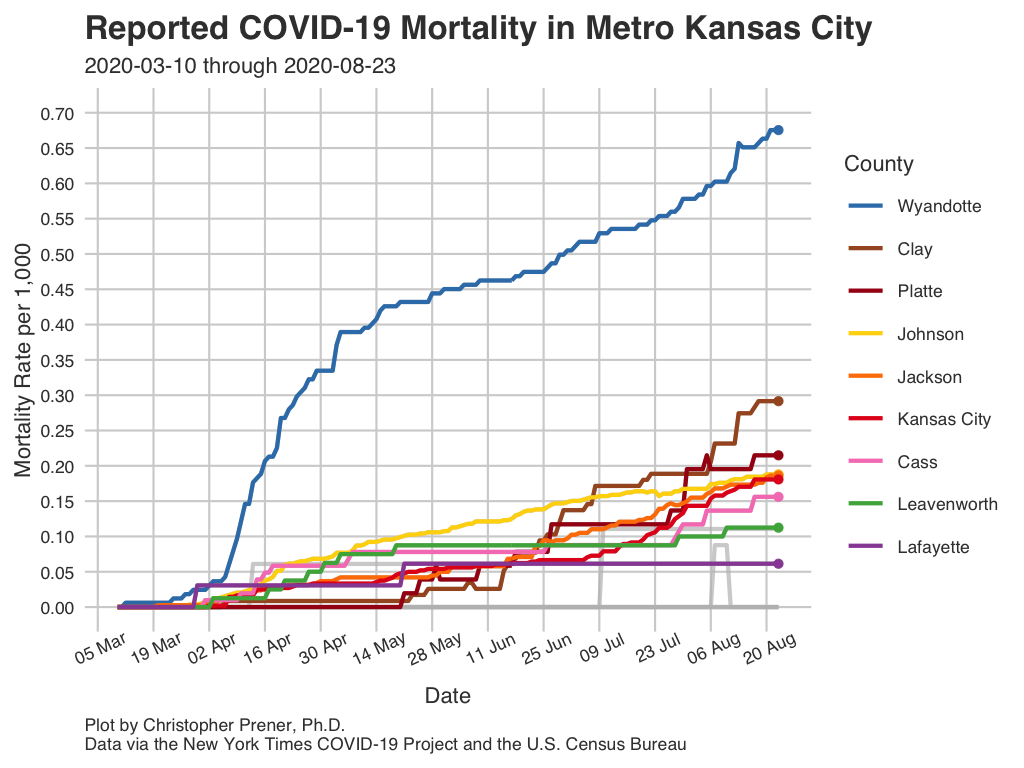 Reported COVID-19 Mortality in Metro Kansas City
2020-03-10 through 2020-08-23
Mortality Rate per 1,000
0.70
0.65
0.60
0.55
0.50
0.45
0.40
0.35
0.30
0.25
0.20
0.15
0.10
0.05
0.00
05 Mar
19 Mar
02 Apr
16 Apr
30 Apr
14 May
28 May
11 Jun
25 Jun
09 Jul
23 Jul
06 Aug
20 Aug
Date
County
Wyandotte
Clay
Platte
Johnson
Jackson
Kansas City
Cass
Leavenworth
Lafayette
Plot by Christopher Prener, Ph.D.
Data via the New York Times COVID-19 Project and the U.S. Census Bureau